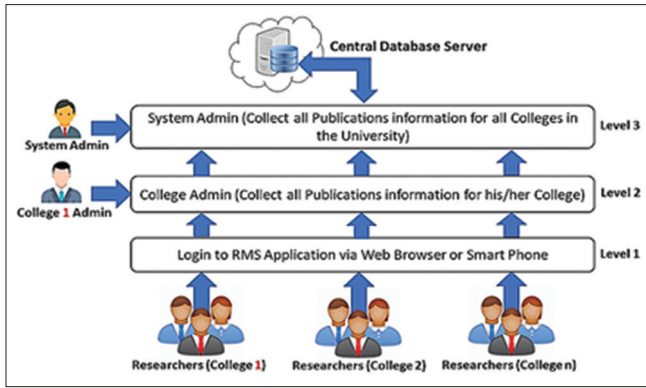 Central Database Server
System Admin (Collect all Publications information for all Colleges in
the University)
Level 3
System Admin
College Admin (Collect all Publications information for his/her College)
Level 2
College 1 Admin
Login to RMS Application via Web Browser or Smart Phone
Level 1
Researchers (College 1)
Researchers (College 2)
Researchers (College n)